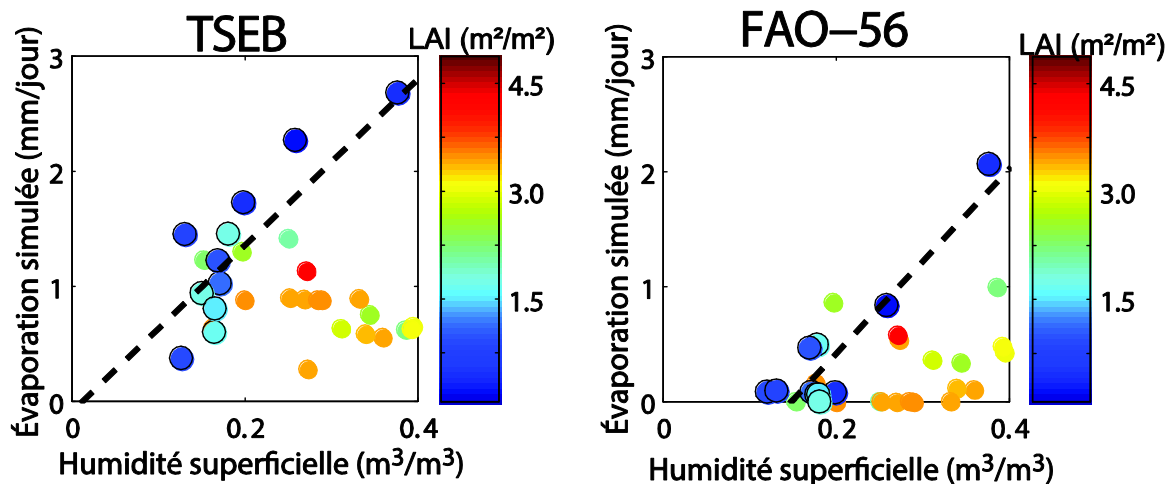 TSEB
LAI (m²/m²)
Évaporation simulée (mm/jour)
3
2
1
0
0
0.2
0.4
4.5
3.0
1.5
Humidité superficielle (m³/m³)
FAO–56
LAI (m²/m²)
Évaporation simulée (mm/jour)
3
2
1
0
0
0.2
0.4
4.5
3.0
1.5
Humidité superficielle (m³/m³)